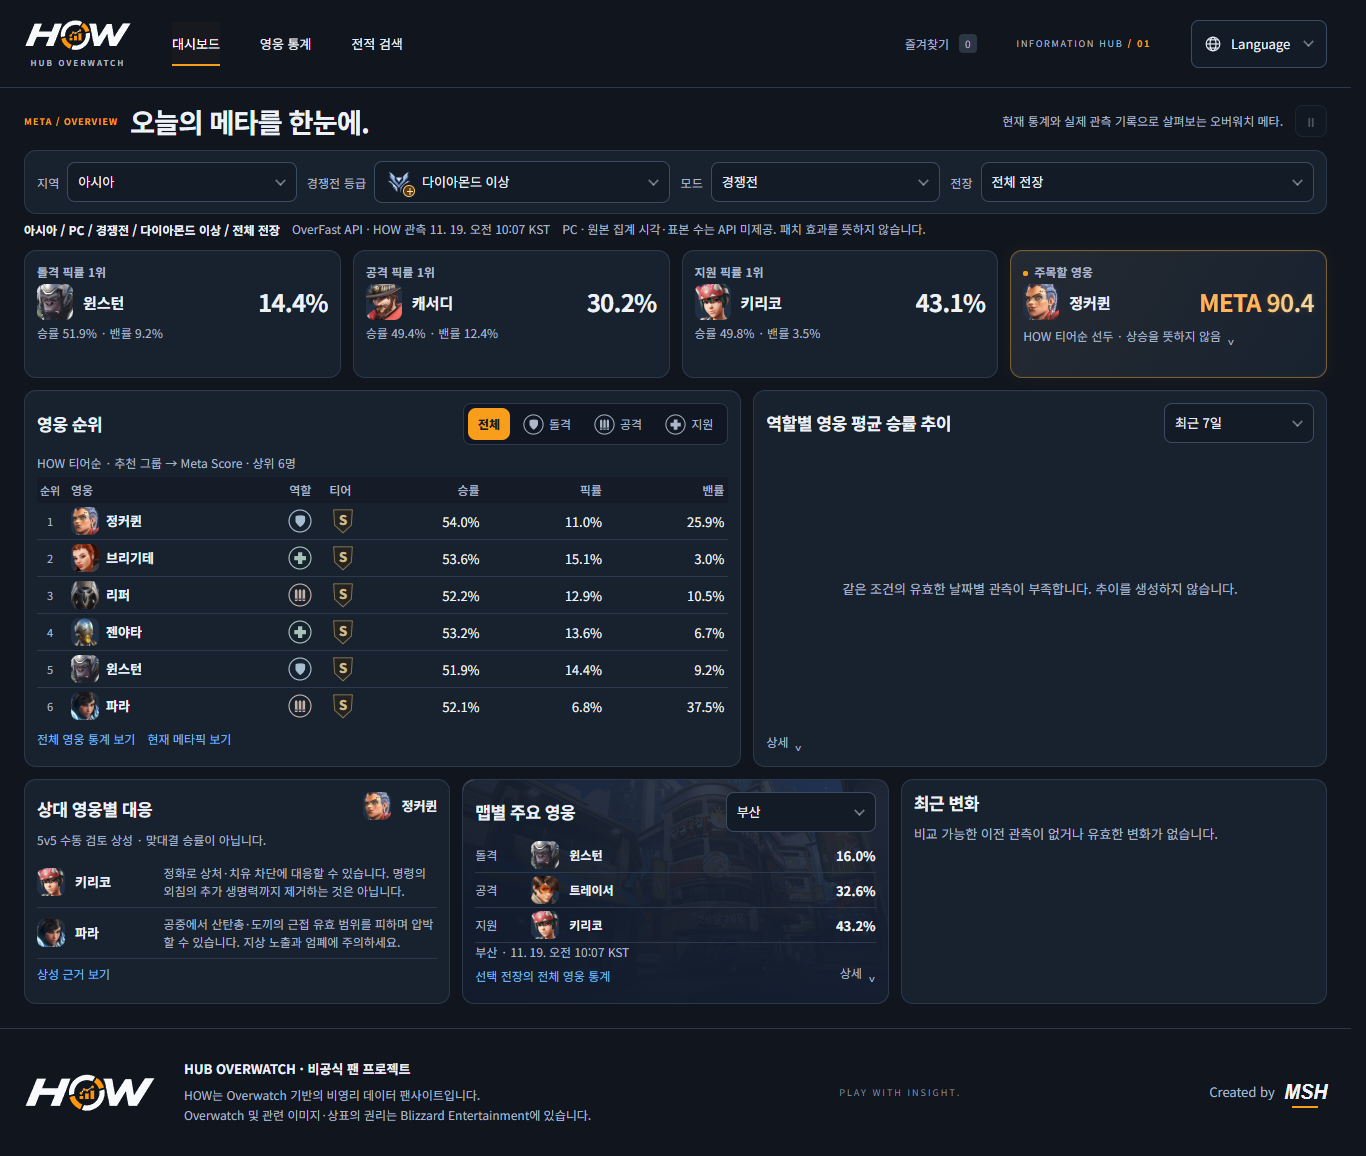 HOW
HUB OVERWATCH
대시보드
영웅 통계
전적 검색
즐겨찾기 0
INFORMATION HUB / 01
Language
META / OVERVIEW
오늘의 메타를 한눈에.
현재 통계와 실제 관측 기록으로 살펴보는 오버워치 메타.
지역 아시아
경쟁전 등급 다이아몬드 이상
모드 경쟁전
전장 전체 전장
아시아 / PC / 경쟁전 / 다이아몬드 이상 / 전체 전장 OverFast API · HOW 관측 11. 19. 오전 10:07 KST PC · 원본 집계 시각·표본 수는 API 미제공. 패치 효과를 뜻하지 않습니다.
돌격 픽률 1위
윈스턴 14.4%
승률 51.9% · 밴률 9.2%
공격 픽률 1위
캐서디 30.2%
승률 49.4% · 밴률 12.4%
지원 픽률 1위
키리코 43.1%
승률 49.8% · 밴률 3.5%
주목할 영웅
정커퀸 META 90.4
HOW 티어순 선두 · 상승을 뜻하지 않음
영웅 순위
전체 돌격 공격 지원
HOW 티어순 · 추천 그룹 → Meta Score · 상위 6명
순위 영웅 역할 티어 승률 픽률 밴률
1 정커퀸 S 54.0% 11.0% 25.9%
2 브리기테 S 53.6% 15.1% 3.0%
3 리퍼 S 52.2% 12.9% 10.5%
4 젠야타 S 53.2% 13.6% 6.7%
5 윈스턴 S 51.9% 14.4% 9.2%
6 파라 S 52.1% 6.8% 37.5%
전체 영웅 통계 보기 현재 메타픽 보기
역할별 영웅 평균 승률 추이
최근 7일
같은 조건의 유효한 날짜별 관측이 부족합니다. 추이를 생성하지 않습니다.
상세
상대 영웅별 대응
정커퀸
5v5 수동 검토 상성 · 맞대결 승률이 아닙니다.
키리코
정화로 상처·치유 차단에 대응할 수 있습니다. 명령의
외침의 추가 생명력까지 제거하는 것은 아닙니다.
파라
공중에서 산탄총·도끼의 근접 유효 범위를 피하며 압박
할 수 있습니다. 지상 노출과 엄폐에 주의하세요.
상성 근거 보기
맵별 주요 영웅
부산
돌격 윈스턴 16.0%
공격 트레이서 32.6%
지원 키리코 43.2%
부산 · 11. 19. 오전 10:07 KST
선택 전장의 전체 영웅 통계
상세
최근 변화
비교 가능한 이전 관측이 없거나 유효한 변화가 없습니다.
HOW
HUB OVERWATCH · 비공식 팬 프로젝트
HOW는 Overwatch 기반의 비영리 데이터 팬사이트입니다.
Overwatch 및 관련 이미지·상표의 권리는 Blizzard Entertainment에 있습니다.
PLAY WITH INSIGHT.
Created by MSH